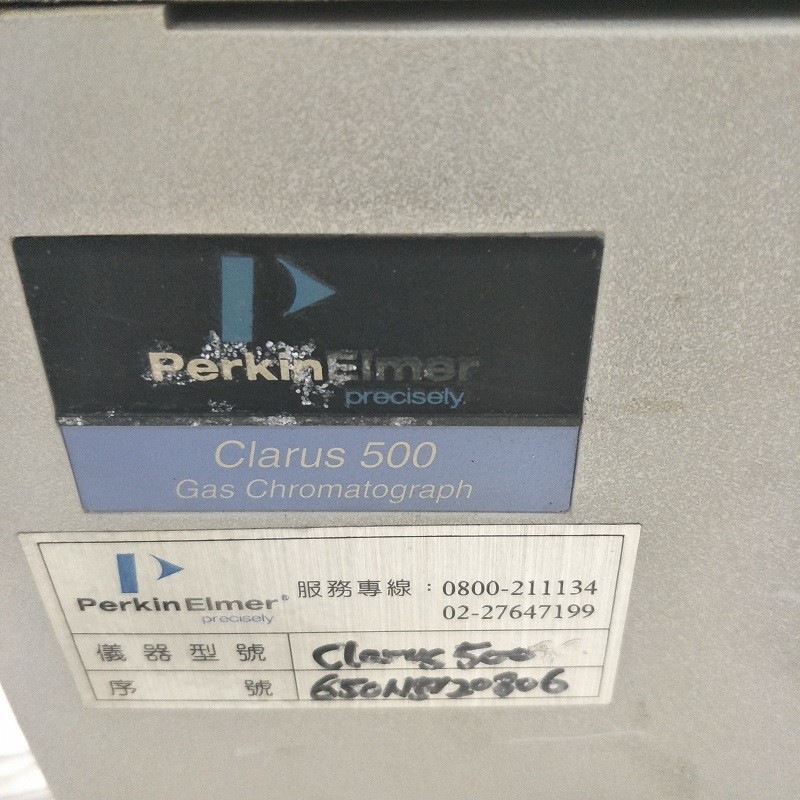 PerkinElmer
precisely
Clarus 500
Gas Chromatograph
PerkinElmer®
precisely
服務專線：0800-211134
02-27647199
儀器型號 Clarus 500
序號